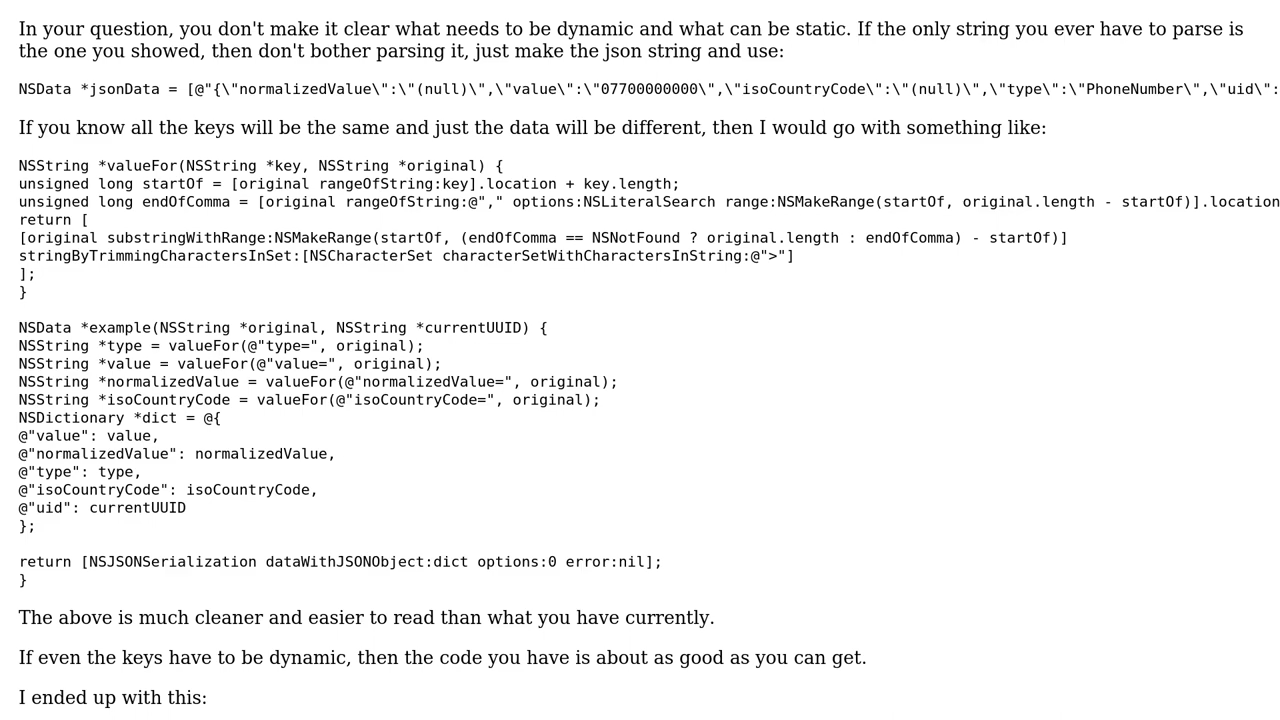 In your question, you don't make it clear what needs to be dynamic and what can be static. If the only string you ever have to parse is
the one you showed, then don't bother parsing it, just make the json string and use:
NSData *jsonData = [@"{\"normalizedValue\":\"(null)\",\"value\":\"07700000000\",\"isoCountryCode\":\"(null)\",\"type\":\"PhoneNumber\",\"uid\":
If you know all the keys will be the same and just the data will be different, then I would go with something like:
NSString *valueFor(NSString *key, NSString *original) {
unsigned long startOf = [original rangeOfString:key].location + key.length;
unsigned long endOfComma = [original rangeOfString:@"," options:NSLiteralSearch range:NSMakeRange(startOf, original.length - startOf)].location
return [
[original substringWithRange:NSMakeRange(startOf, (endOfComma == NSNotFound ? original.length : endOfComma) - startOf)]
stringByTrimmingCharactersInSet:[NSCharacterSet characterSetWithCharactersInString:@">"]
];
}
NSData *example(NSString *original, NSString *currentUUID) {
NSString *type = valueFor(@"type=", original);
NSString *value = valueFor(@"value=", original);
NSString *normalizedValue = valueFor(@"normalizedValue=", original);
NSString *isoCountryCode = valueFor(@"isoCountryCode=", original);
NSDictionary *dict = @{
@"value": value,
@"normalizedValue": normalizedValue,
@"type": type,
@"isoCountryCode": isoCountryCode,
@"uid": currentUUID
};
return [NSJSONSerialization dataWithJSONObject:dict options:0 error:nil];
}
The above is much cleaner and easier to read than what you have currently.
If even the keys have to be dynamic, then the code you have is about as good as you can get.
I ended up with this: